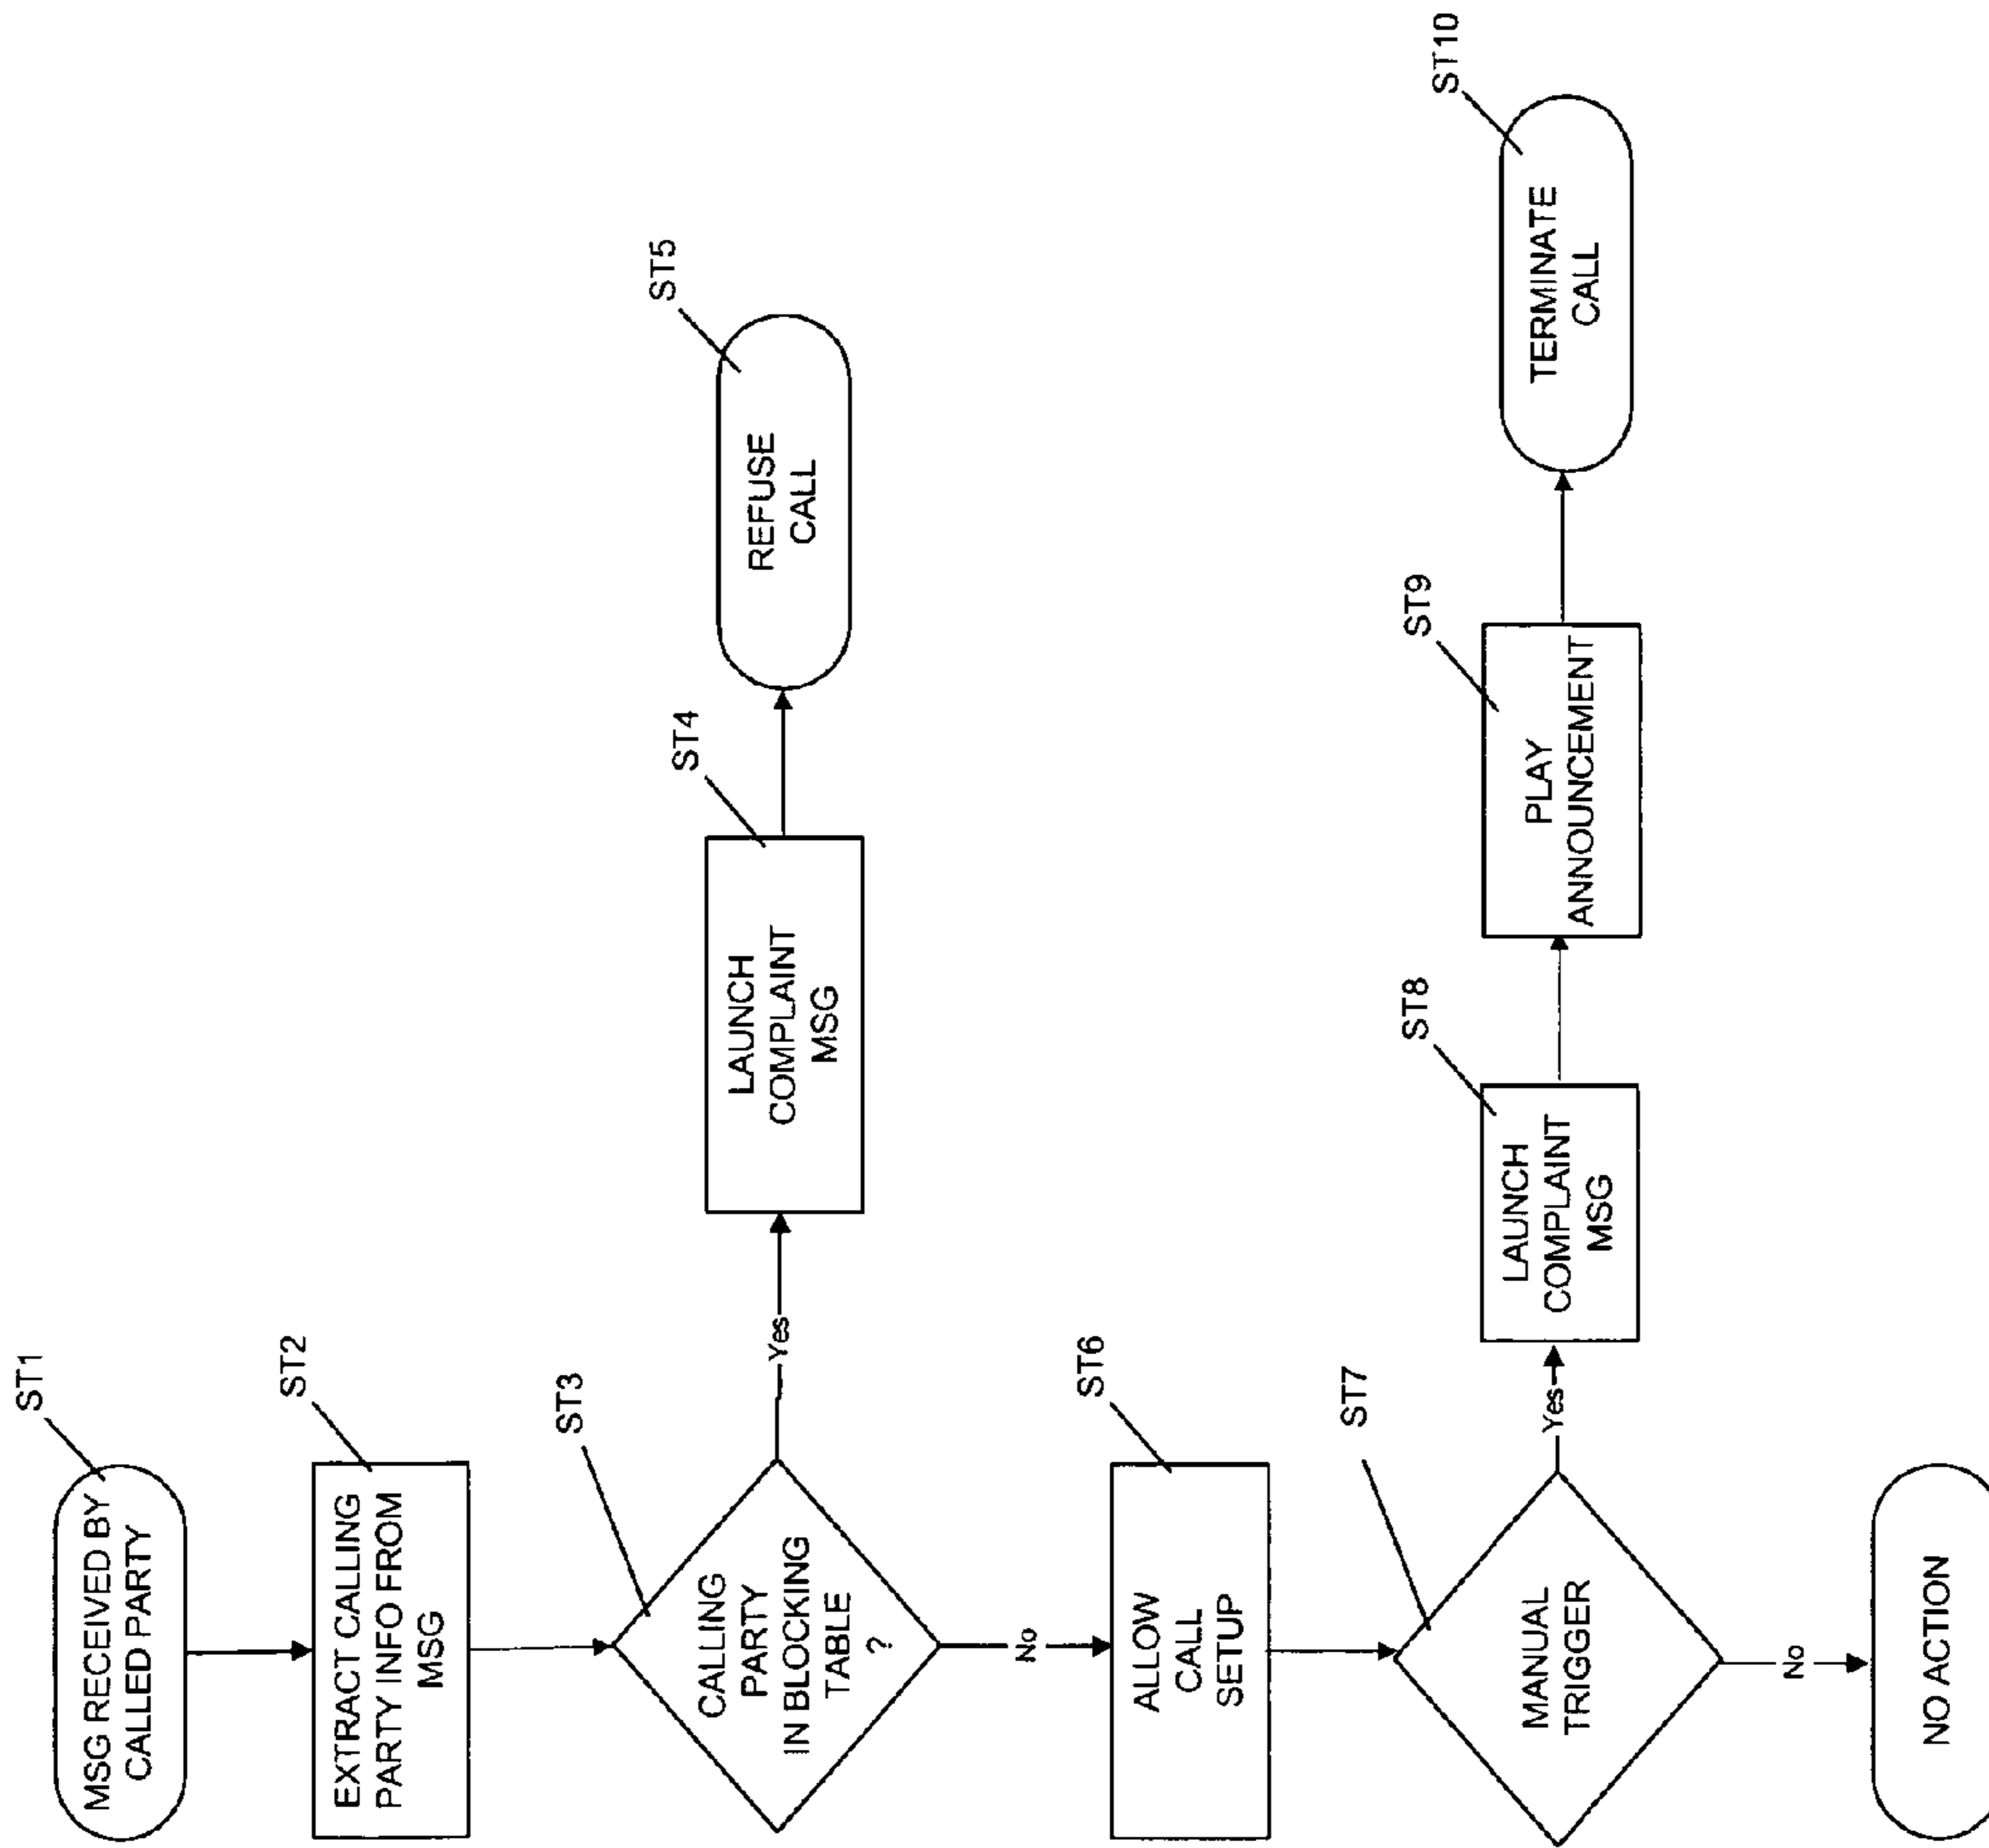 ST1
MSG RECEIVED BY
CALLED PARTY
ST2
EXTRACT CALLING
PARTY INFO FROM
MSG
ST3
CALLING
PARTY
IN BLOCKING
TABLE
?
Yes
ST4
LAUNCH
COMPLAINT
MSG
ST5
REFUSE
CALL
No
ST6
ALLOW
CALL
SETUP
ST7
MANUAL
TRIGGER
Yes
ST8
LAUNCH
COMPLAINT
MSG
ST9
PLAY
ANNOUNCEMENT
ST10
TERMINATE
CALL
No
NO ACTION